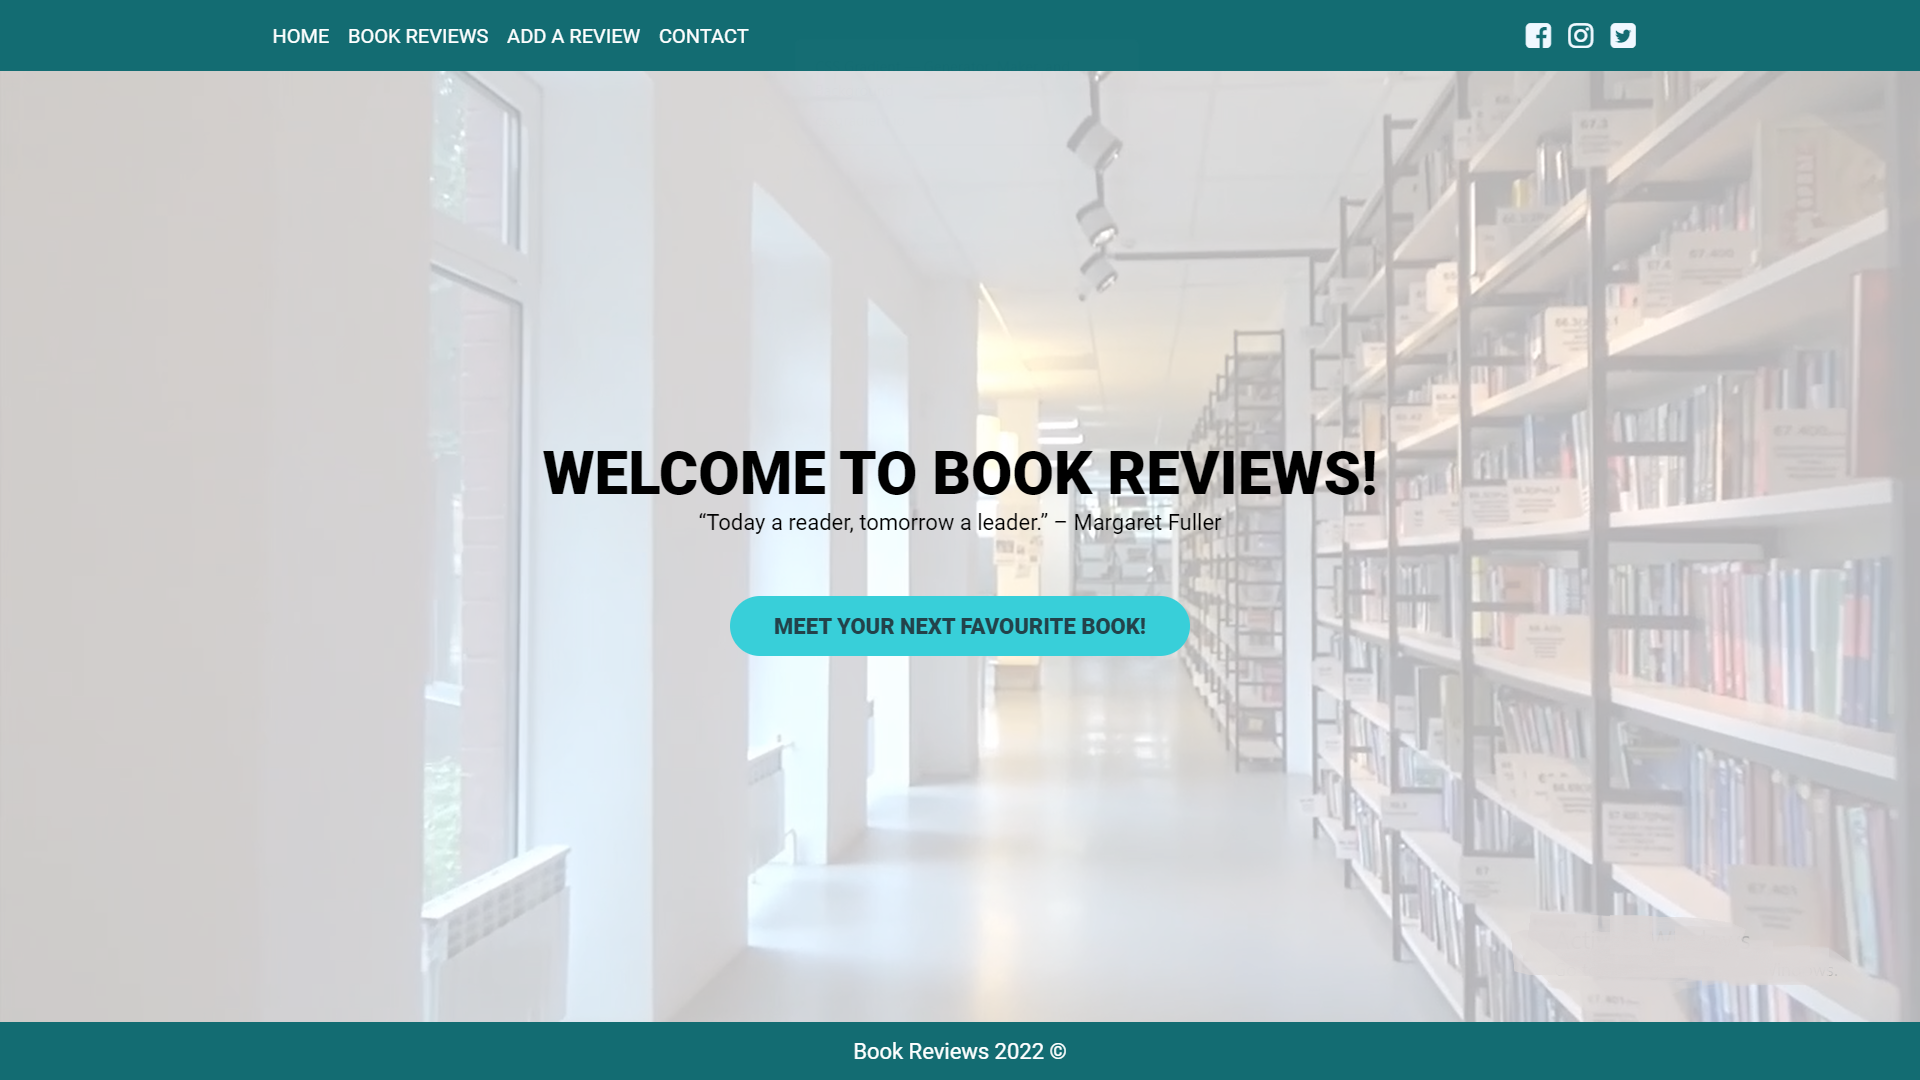 HOME BOOK REVIEWS ADD A REVIEW CONTACT
WELCOME TO BOOK REVIEWS!
“Today a reader, tomorrow a leader.” – Margaret Fuller
MEET YOUR NEXT FAVOURITE BOOK!
Book Reviews 2022 ©